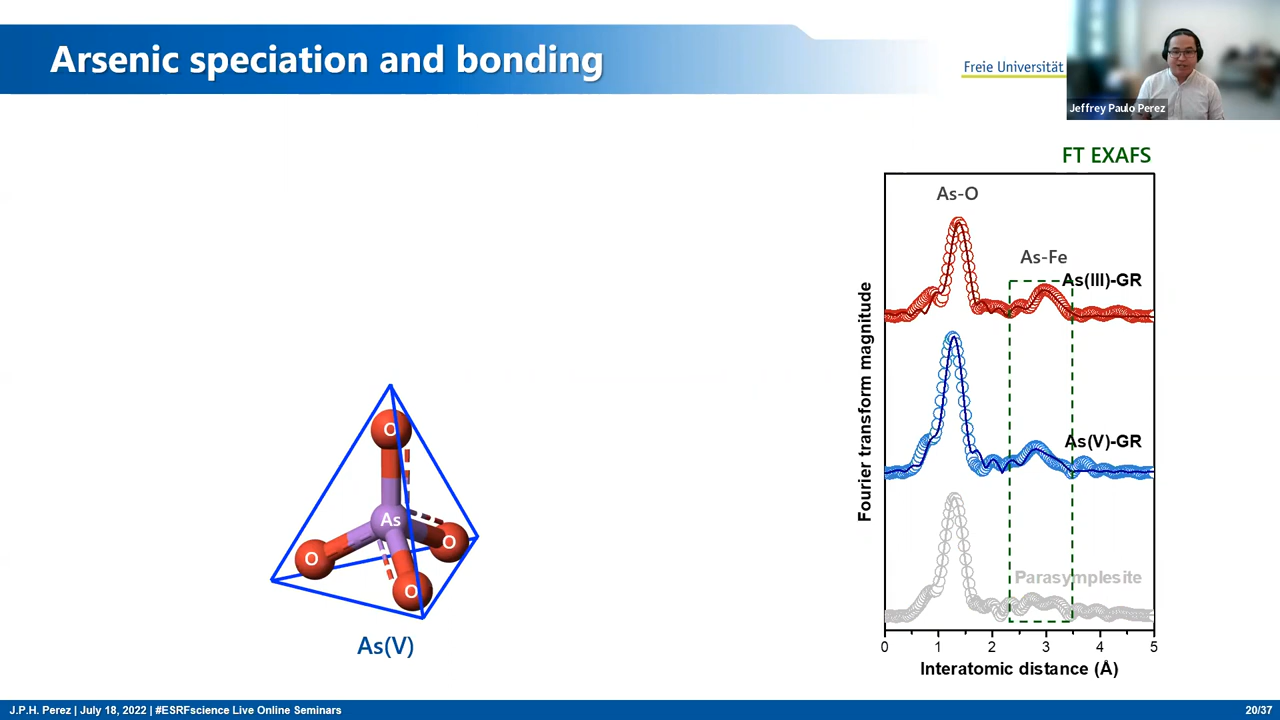 Arsenic speciation and bonding
Freie Universität
Jeffrey Paulo Perez
FT EXAFS
As-O
As-Fe
As(III)-GR
As(V)-GR
Parasymplesite
Fourier transform magnitude
0 1 2 3 4 5
Interatomic distance (Å)
O
As
O
O
O
As(V)
J.P.H. Perez | July 18, 2022 | #ESRFscience Live Online Seminars
20/37